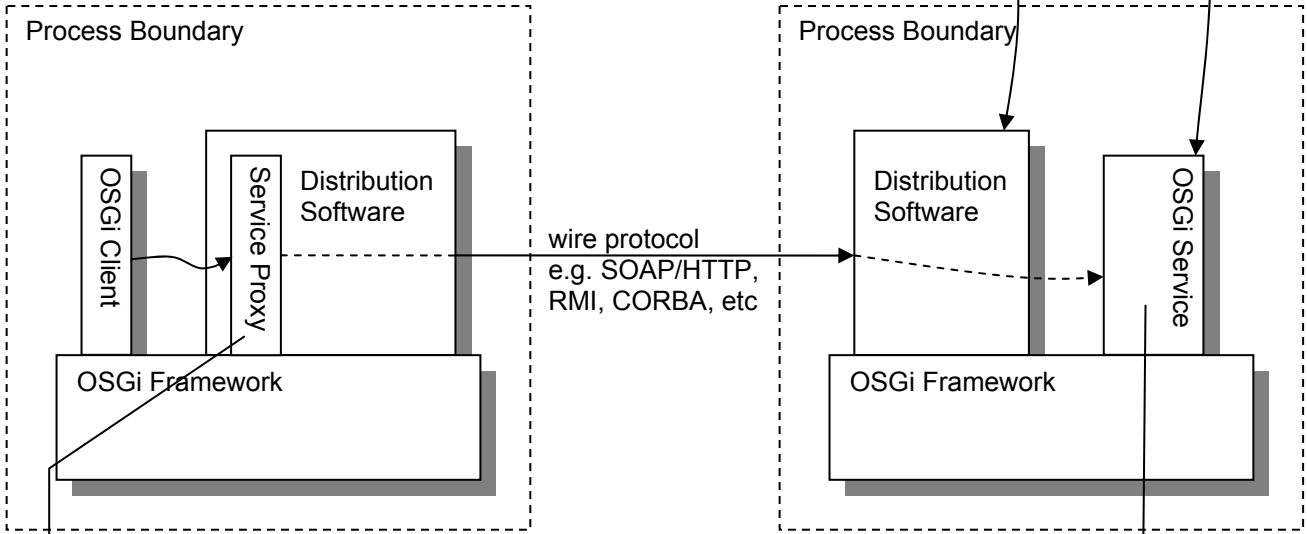 Process Boundary
OSGi Client
Service Proxy
Distribution
Software
OSGi Framework
wire protocol
e.g. SOAP/HTTP,
RMI, CORBA, etc
Process Boundary
Distribution
Software
OSGi Service
OSGi Framework